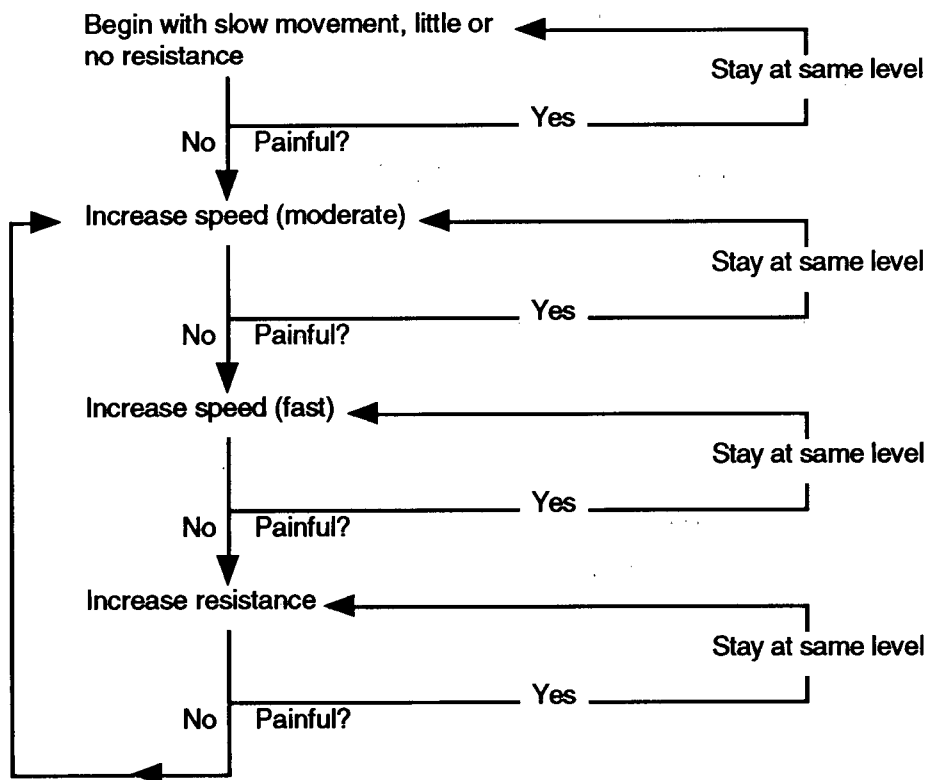 Begin with slow movement, little or
no resistance
Stay at same level
Yes
No Painful?
Increase speed (moderate)
Stay at same level
Yes
No Painful?
Increase speed (fast)
Stay at same level
Yes
No Painful?
Increase resistance
Stay at same level
Yes
No Painful?